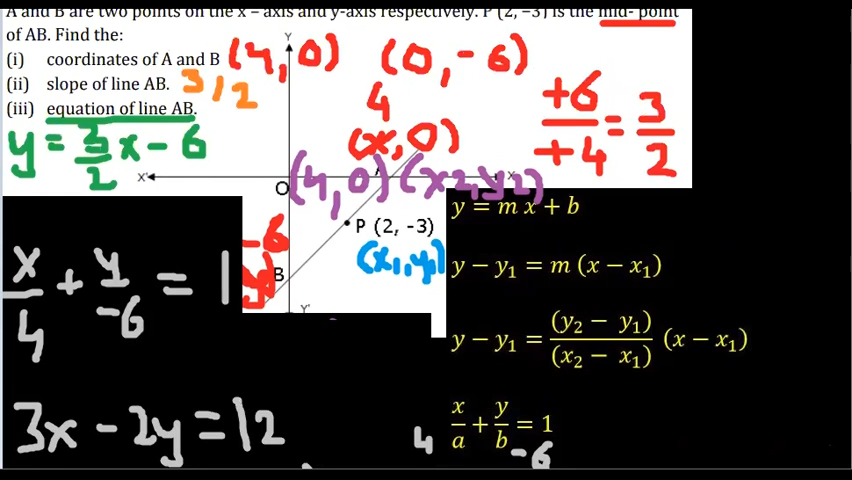 A and B are two points on the x – axis and y-axis respectively. P (2, −3) is the mid- point
of AB. Find the:
(i) coordinates of A and B (4,0) (0,-6)
(ii) slope of line AB. 3/2
(iii) equation of line AB.
y = 3/2 x - 6
4
(x,0)
+6/+4 = 3/2
Y
X'
A
X
O
(4,0) (x2,y2)
P (2, -3)
(x1,y1)
-6
B
Y'
x/4 + y/-6 = 1
3x - 2y = 12
y = m x + b
y − y₁ = m (x − x₁)
y − y₁ = (y₂ − y₁)/(x₂ − x₁) (x − x₁)
x/a + y/b = 1
4
-6